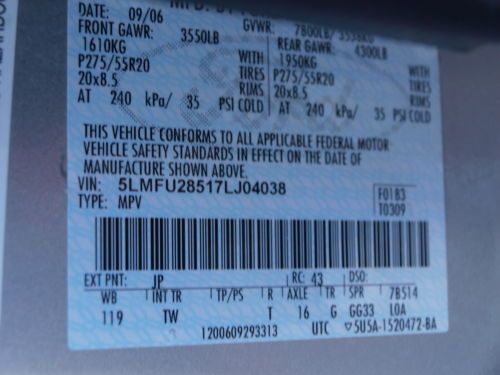 DATE: 09/06
GVWR: 7800LB/ 3538KG
FRONT GAWR: 3550LB REAR GAWR: 4300LB
1610KG WITH 1950KG WITH
P275/55R20 TIRES P275/55R20 TIRES
20x8.5 RIMS 20x8.5 RIMS
AT 240 kPa/ 35 PSI COLD AT 240 kPa/ 35 PSI COLD
THIS VEHICLE CONFORMS TO ALL APPLICABLE FEDERAL MOTOR
VEHICLE SAFETY STANDARDS IN EFFECT ON THE DATE OF
MANUFACTURE SHOWN ABOVE.
VIN: 5LMFU28517LJ04038
TYPE: MPV
F0183
T0309
EXT PNT: JP RC: 43 DSO:
WB INT TR TP/PS R AXLE TR SPR 7B514
119 TW T 16 G GG33 LOA
1200609293313 UTC 5U5A-1520472-BA